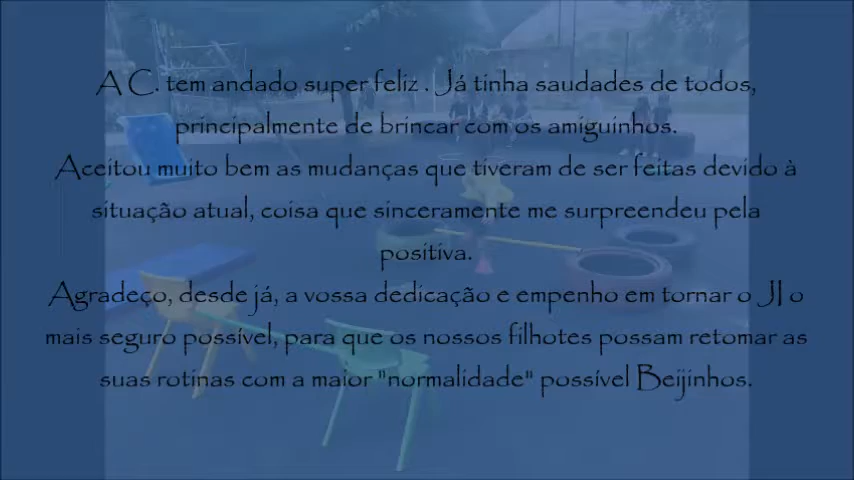 A C. tem andado super feliz . Já tinha saudades de todos,
principalmente de brincar com os amiguinhos.
Aceitou muito bem as mudanças que tiveram de ser feitas devido à
situação atual, coisa que sinceramente me surpreendeu pela
positiva.
Agradeço, desde já, a vossa dedicação e empenho em tornar o JI o
mais seguro possível, para que os nossos filhotes possam retomar as
suas rotinas com a maior "normalidade" possível Beijinhos.